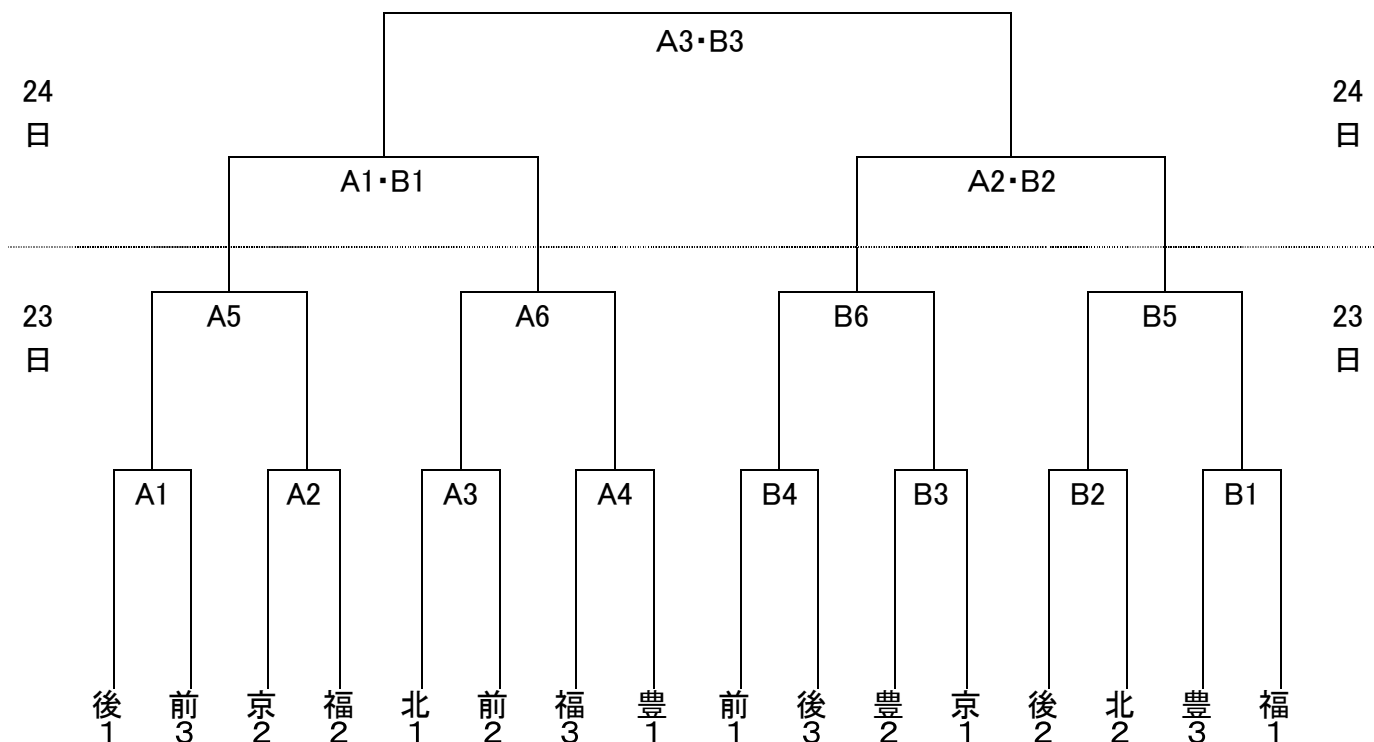 A3・B3
24
日
24
日
A1・B1
A2・B2
23
日
A5
A6
B6
B5
23
日
A1
A2
A3
A4
B4
B3
B2
B1
後1
前3
京2
福2
北1
前2
福3
豊1
前1
後3
豊2
京1
後2
北2
豊3
福1